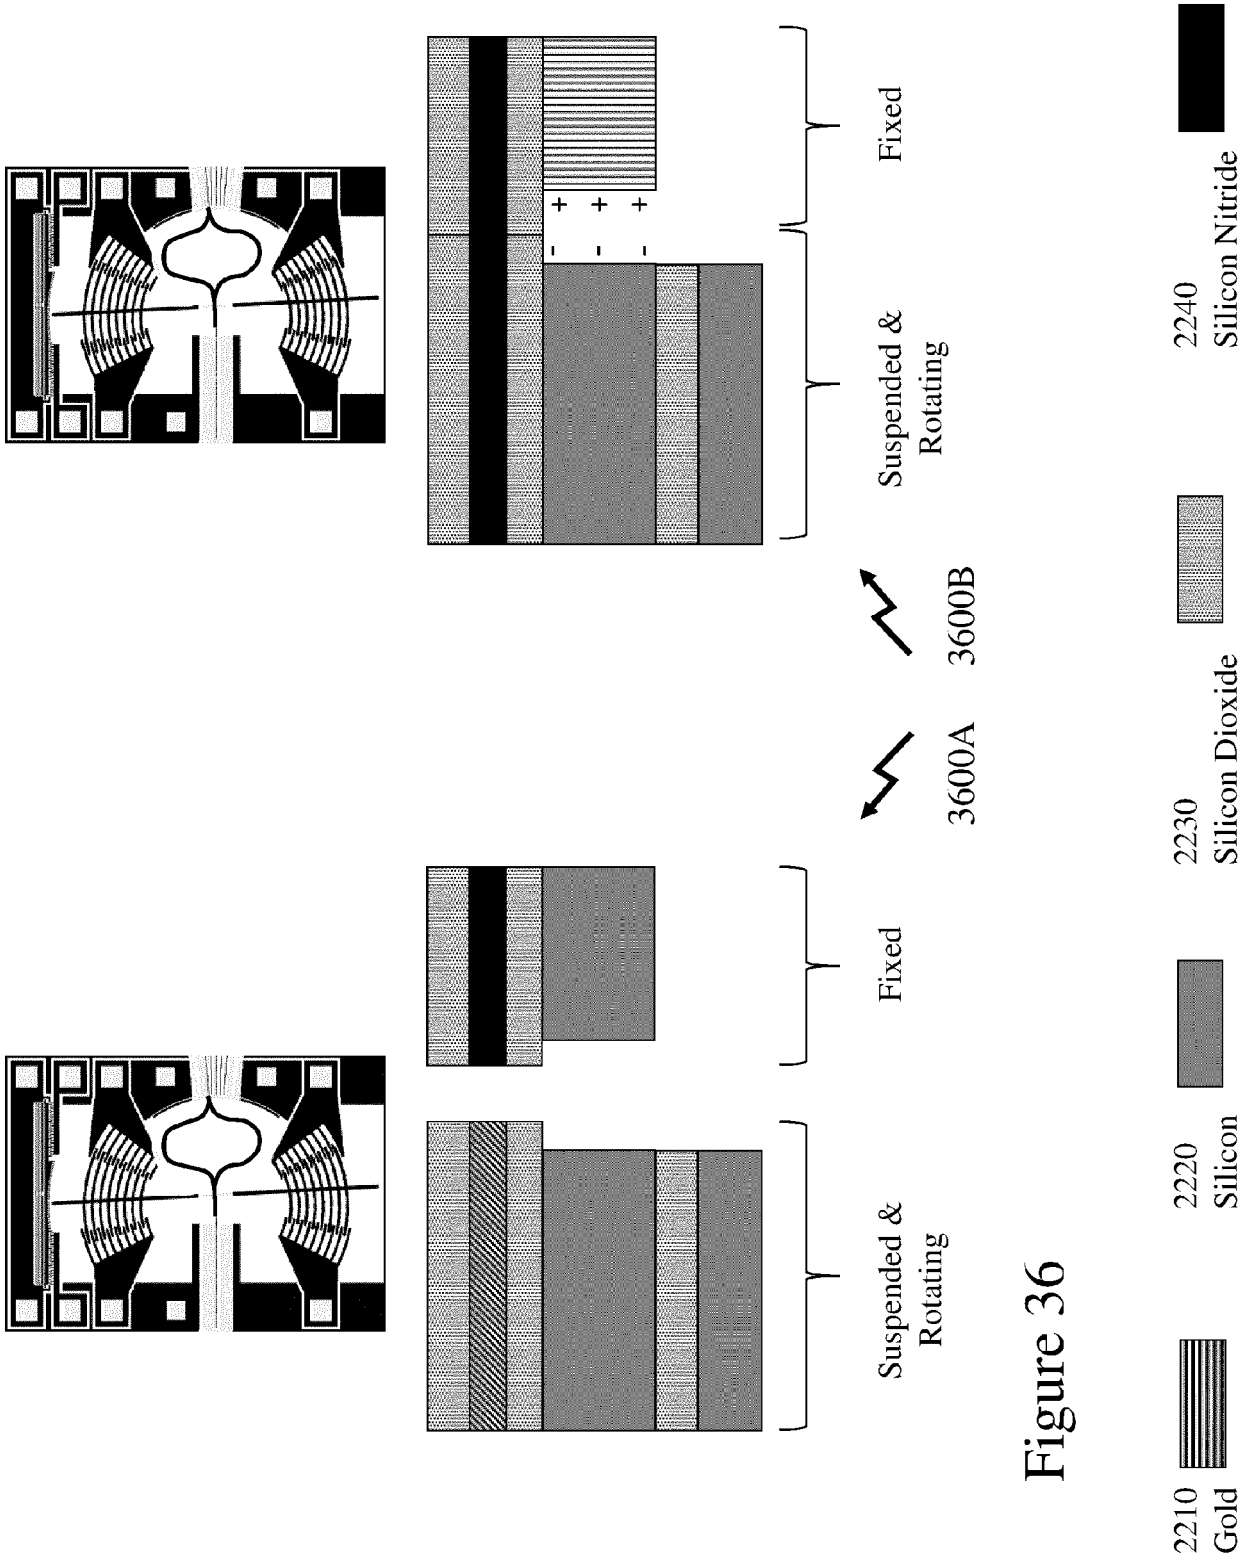 Suspended &
Rotating
Fixed
Suspended &
Rotating
Fixed
- +
- +
- +
3600A
3600B
Figure 36
2210
Gold
2220
Silicon
2230
Silicon Dioxide
2240
Silicon Nitride